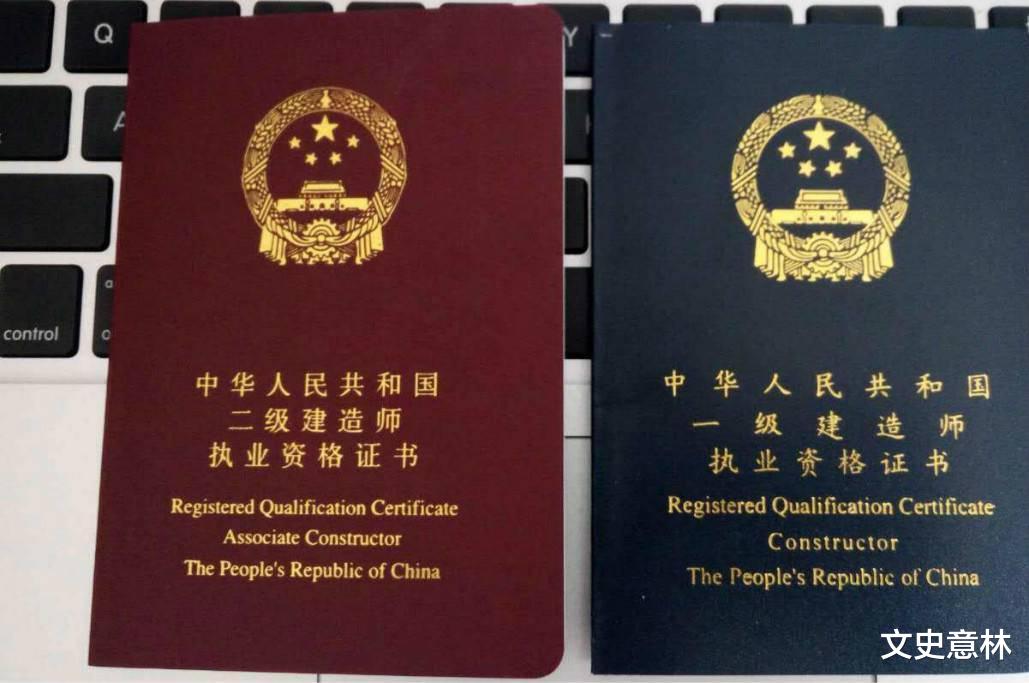 Q
Y
A
control
中华人民共和国
二级建造师
执业资格证书
Registered Qualification Certificate
Associate Constructor
The People's Republic of China
中华人民共和国
一级建造师
执业资格证书
Registered Qualification Certificate
Constructor
The People's Republic of China
文史意林